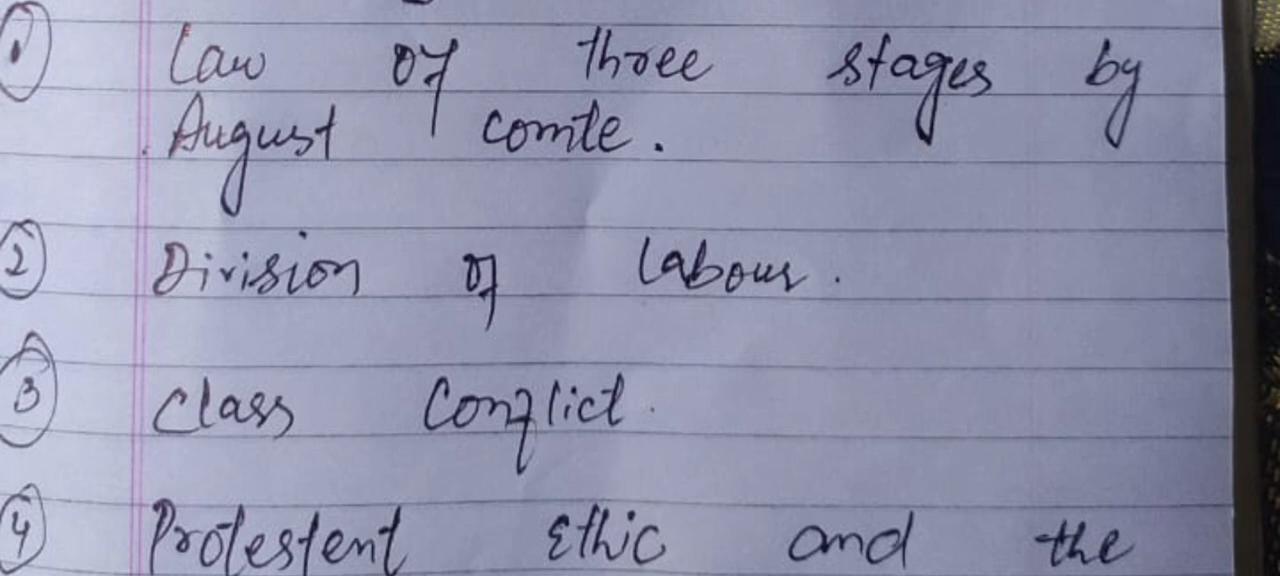 1 Law of three stages by
August comte.
2 Division of labour.
3 Class Conflict.
4 Protestent Ethic and the